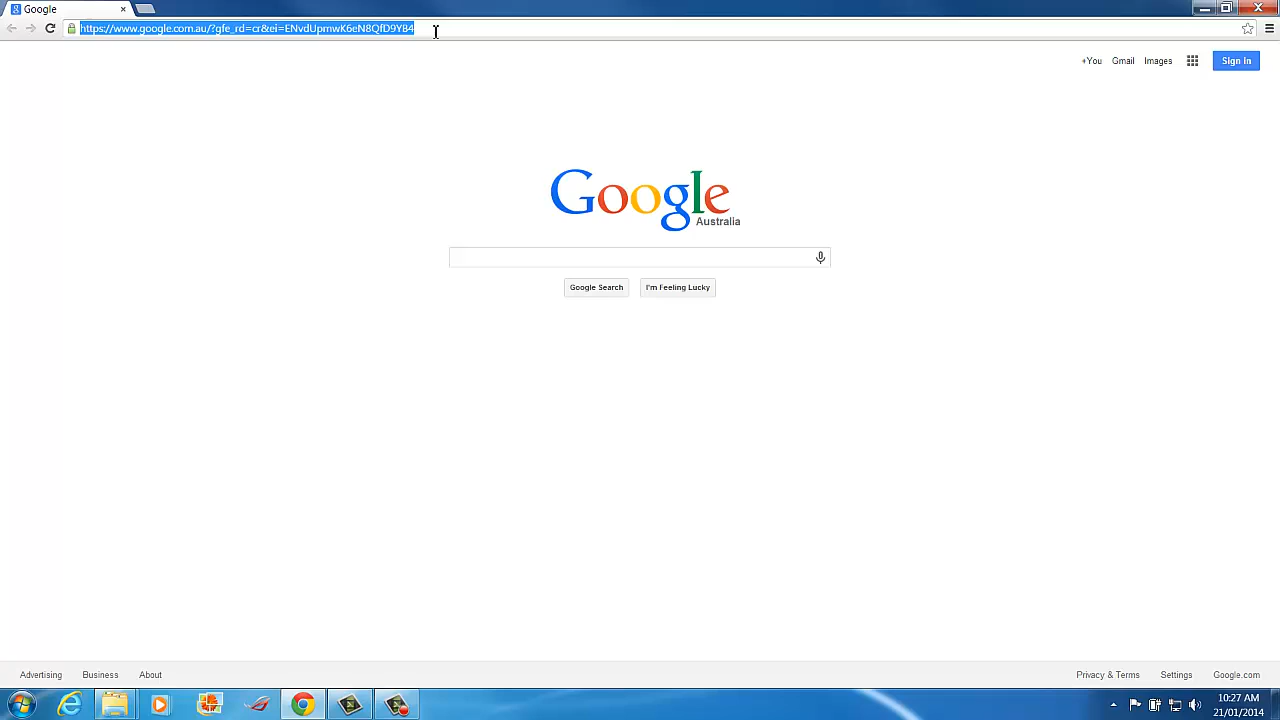 Google
https://www.google.com.au/?gfe_rd=cr&ei=ENvdUpmwK6eN8QfD9YB4
+You Gmail Images Sign In
Google
Australia
Google Search I'm Feeling Lucky
Advertising Business About Privacy & Terms Settings Google.com
10:27 AM
21/01/2014